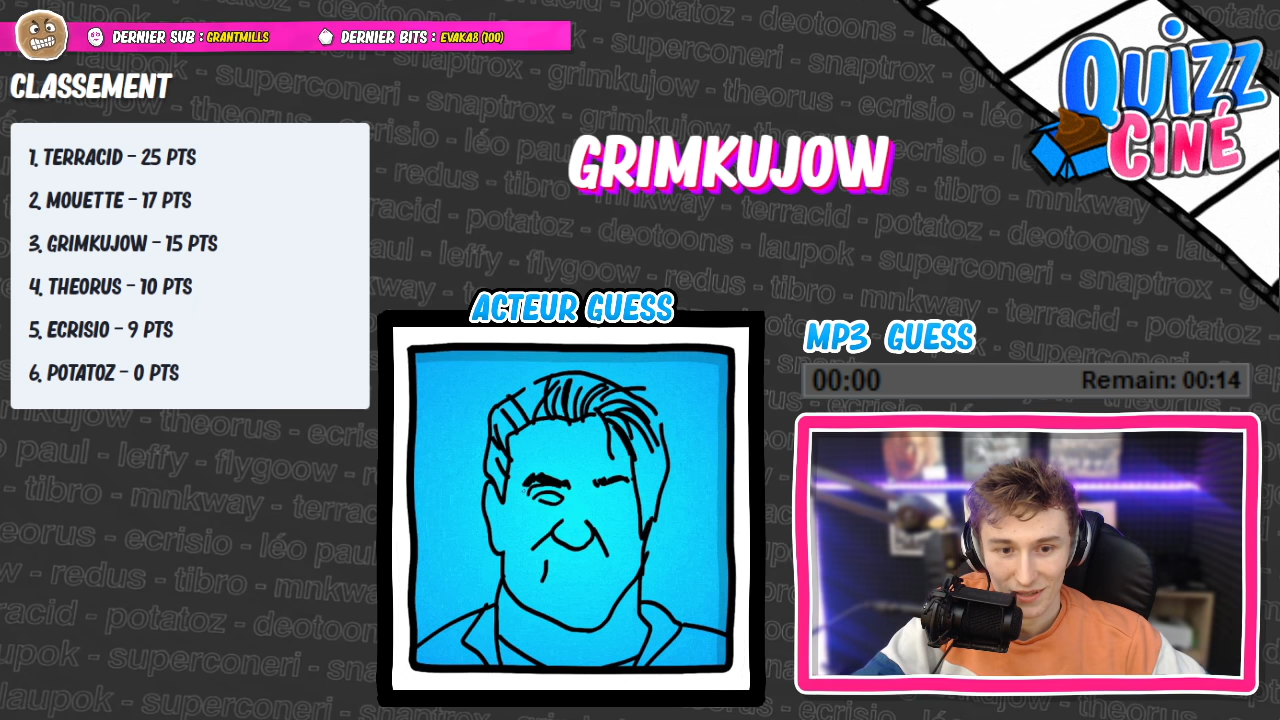 DERNIER SUB : GRANTMILLS
DERNIER BITS : EVAKA8 (100)
CLASSEMENT
1. TERRACID - 25 PTS
2. MOUETTE - 17 PTS
3. GRIMKUJOW - 15 PTS
4. THEORUS - 10 PTS
5. ECRISIO - 9 PTS
6. POTATOZ - 0 PTS
GRIMKUJOW
QUIZZ
CINÉ
ACTEUR GUESS
MP3 GUESS
00:00 Remain: 00:14